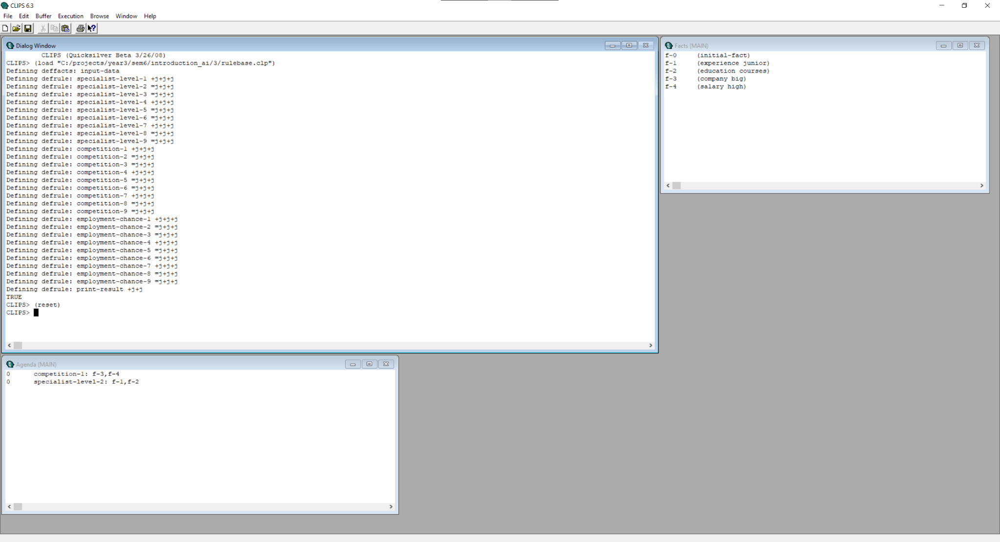 CLIPS 6.3
File Edit Buffer Execution Browse Window Help
Dialog Window
CLIPS (Quicksilver Beta 3/26/08)
CLIPS> (load "C:/projects/year3/sem6/introduction_ai/3/rulebase.clp")
Defining deffacts: input-data
Defining defrule: specialist-level-1 +j+j+j
Defining defrule: specialist-level-2 =j+j+j
Defining defrule: specialist-level-3 =j+j+j
Defining defrule: specialist-level-4 +j+j+j
Defining defrule: specialist-level-5 =j+j+j
Defining defrule: specialist-level-6 =j+j+j
Defining defrule: specialist-level-7 +j+j+j
Defining defrule: specialist-level-8 =j+j+j
Defining defrule: specialist-level-9 =j+j+j
Defining defrule: competition-1 +j+j+j
Defining defrule: competition-2 =j+j+j
Defining defrule: competition-3 =j+j+j
Defining defrule: competition-4 +j+j+j
Defining defrule: competition-5 =j+j+j
Defining defrule: competition-6 =j+j+j
Defining defrule: competition-7 +j+j+j
Defining defrule: competition-8 =j+j+j
Defining defrule: competition-9 =j+j+j
Defining defrule: employment-chance-1 +j+j+j
Defining defrule: employment-chance-2 =j+j+j
Defining defrule: employment-chance-3 =j+j+j
Defining defrule: employment-chance-4 +j+j+j
Defining defrule: employment-chance-5 =j+j+j
Defining defrule: employment-chance-6 =j+j+j
Defining defrule: employment-chance-7 +j+j+j
Defining defrule: employment-chance-8 =j+j+j
Defining defrule: employment-chance-9 =j+j+j
Defining defrule: print-result +j+j
TRUE
CLIPS> (reset)
CLIPS>
Facts (MAIN)
f-0 (initial-fact)
f-1 (experience junior)
f-2 (education courses)
f-3 (company big)
f-4 (salary high)
Agenda (MAIN)
0 competition-1: f-3,f-4
0 specialist-level-2: f-1,f-2